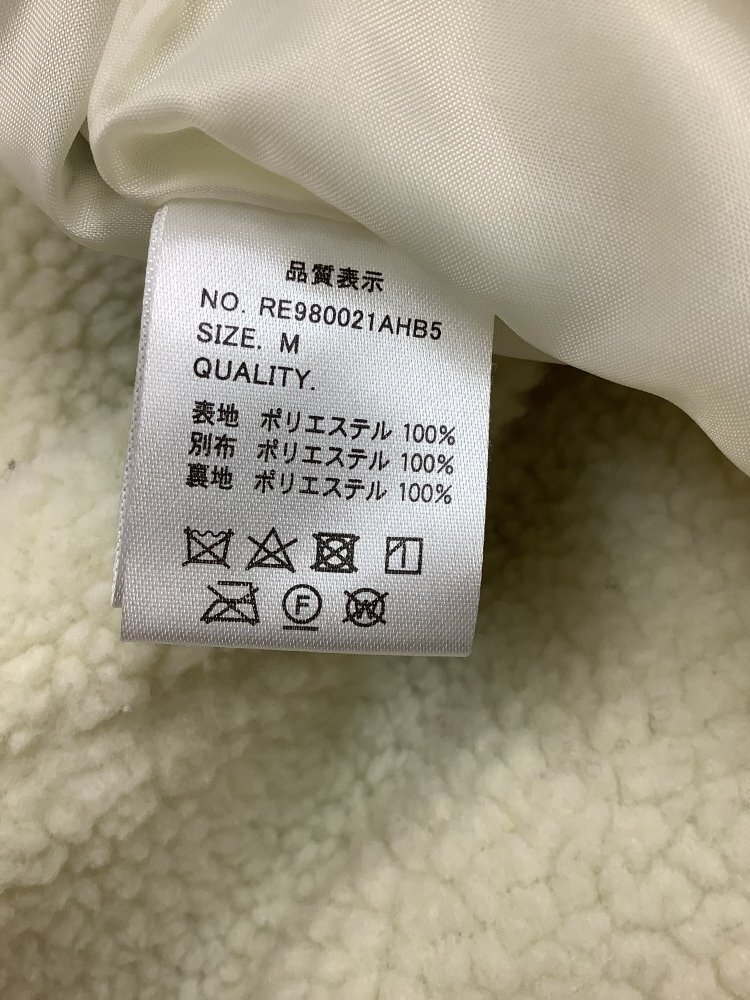 品質表示
NO. RE980021AHB5
SIZE. M
QUALITY.
表地 ポリエステル 100%
別布 ポリエステル 100%
裏地 ポリエステル 100%
F W